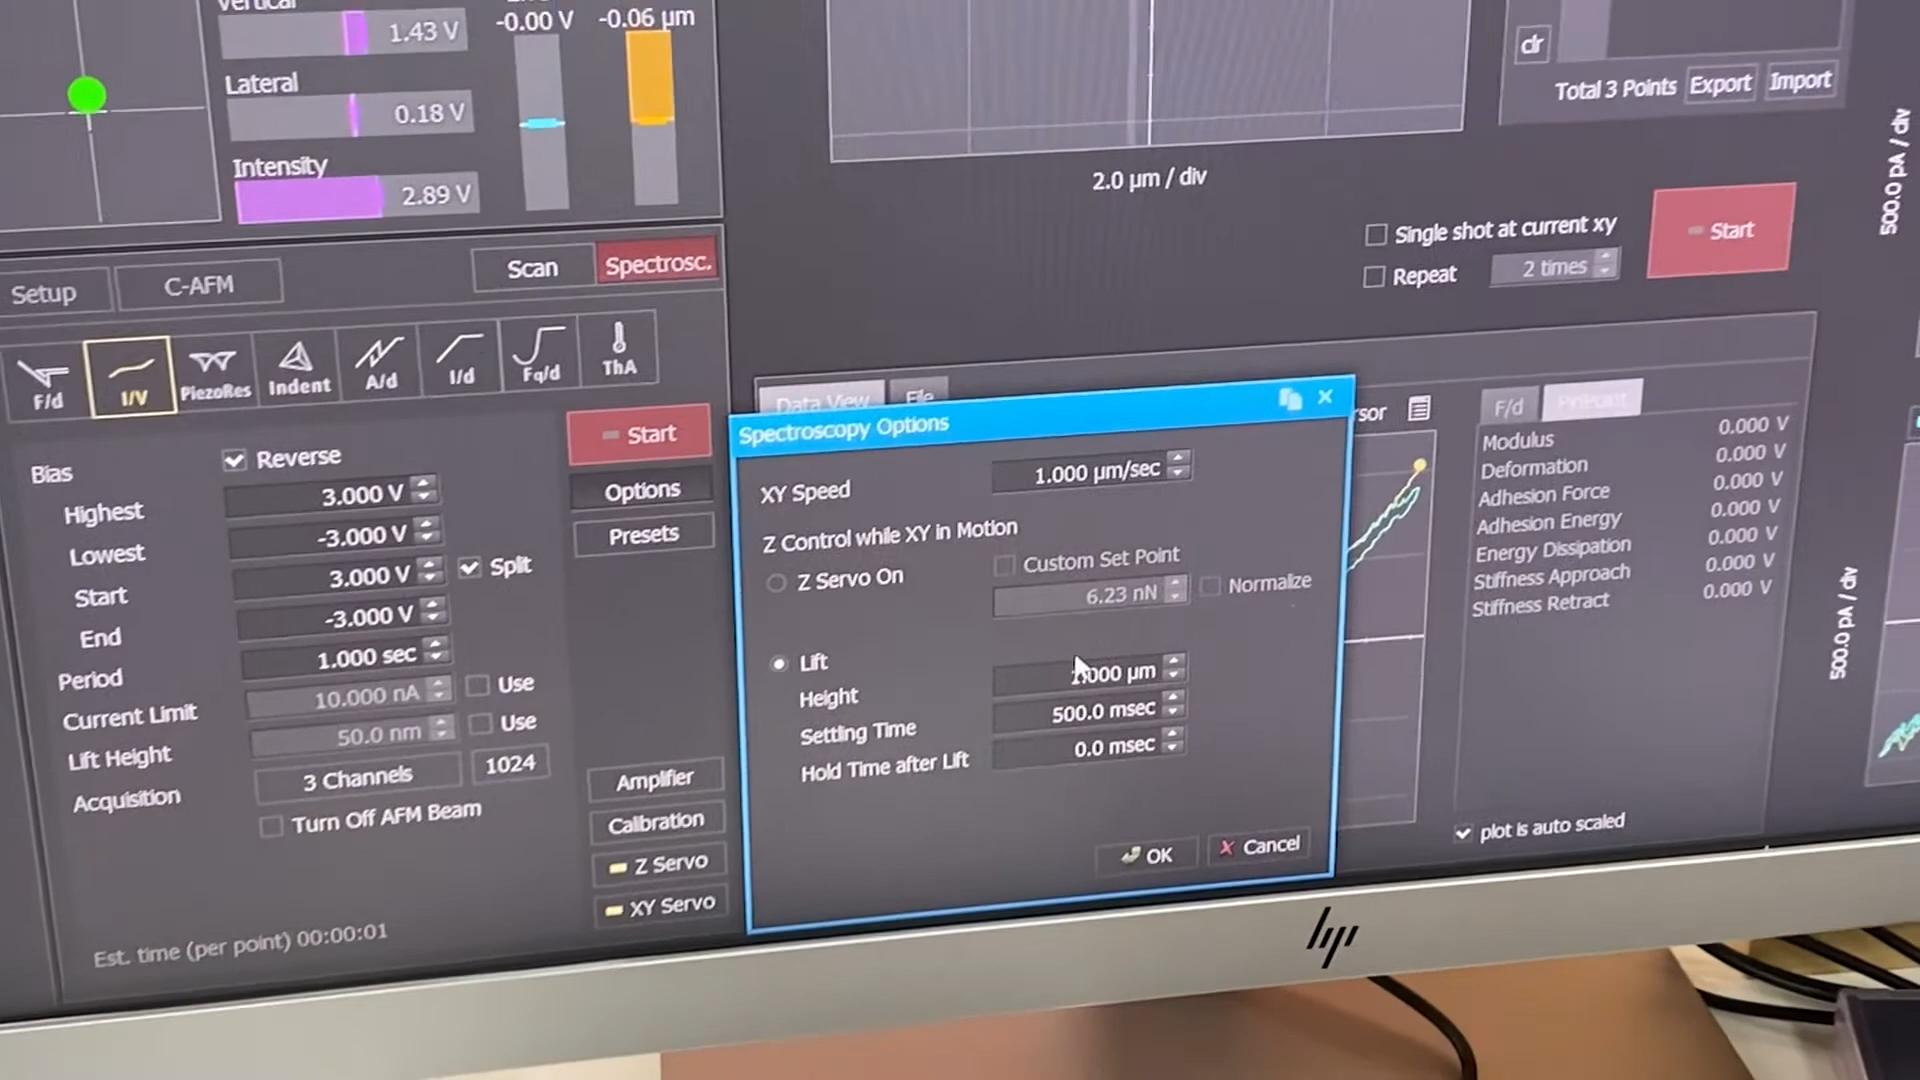 1.43 V
-0.00 V
-0.06 µm
Lateral
0.18 V
Intensity
2.89 V
clr
Total 3 Points
Export
Import
500.0 pA / div
2.0 µm / div
Single shot at current xy
Repeat
2 times
Start
Setup
C-AFM
Scan
Spectrosc.
F/d
I/V
PiezoRes
Indent
A/d
I/d
Fq/d
ThA
Bias
Reverse
Start
Highest
3.000 V
Options
Lowest
-3.000 V
Presets
Start
3.000 V
Split
End
-3.000 V
Period
1.000 sec
Current Limit
10.000 nA
Use
Lift Height
50.0 nm
Use
Acquisition
3 Channels
1024
Turn Off AFM Beam
Amplifier
Calibration
Z Servo
XY Servo
Est. time (per point) 00:00:01
Data View
File
Spectroscopy Options
XY Speed
1.000 µm/sec
Z Control while XY in Motion
Z Servo On
Custom Set Point
6.23 nN
Normalize
Lift
Height
Settling Time
500.0 msec
Hold Time after Lift
0.0 msec
OK
Cancel
F/d
PinPoint
Modulus
0.000 V
Deformation
0.000 V
Adhesion Force
0.000 V
Adhesion Energy
0.000 V
Energy Dissipation
0.000 V
Stiffness Approach
0.000 V
Stiffness Retract
0.000 V
plot is auto scaled
500.0 pA / div
hp